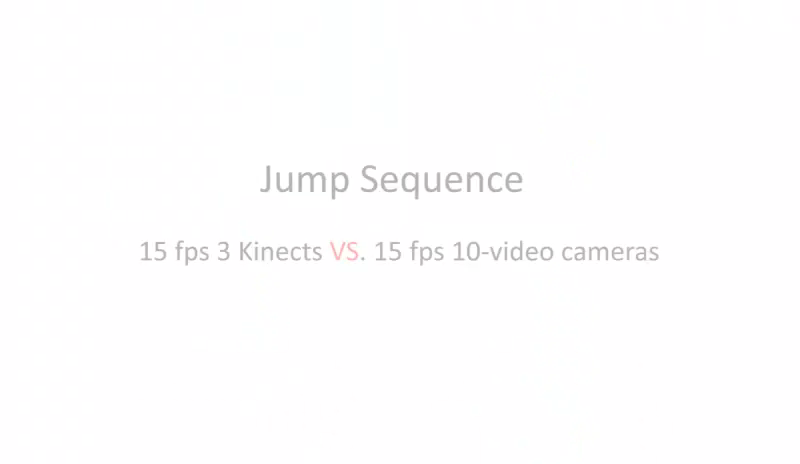 Jump Sequence
15 fps 3 Kinects VS. 15 fps 10-video cameras